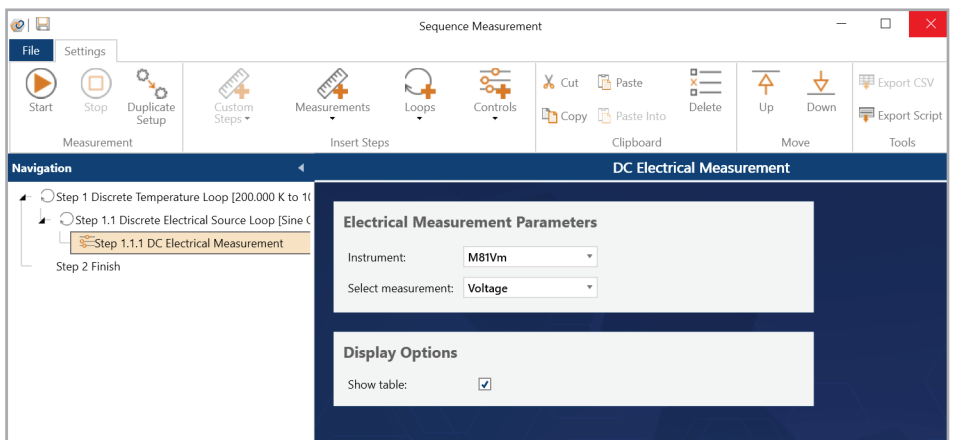 Sequence Measurement
File Settings
Start Stop Duplicate Setup Custom Steps Measurements Loops Controls Cut Paste Delete Up Down Export CSV
Copy Paste Into Export Script
Measurement Insert Steps Clipboard Move Tools
Navigation DC Electrical Measurement
Step 1 Discrete Temperature Loop [200.000 K to 10
Step 1.1 Discrete Electrical Source Loop [Sine
Step 1.1.1 DC Electrical Measurement
Step 2 Finish
Electrical Measurement Parameters
Instrument: M81Vm
Select measurement: Voltage
Display Options
Show table: